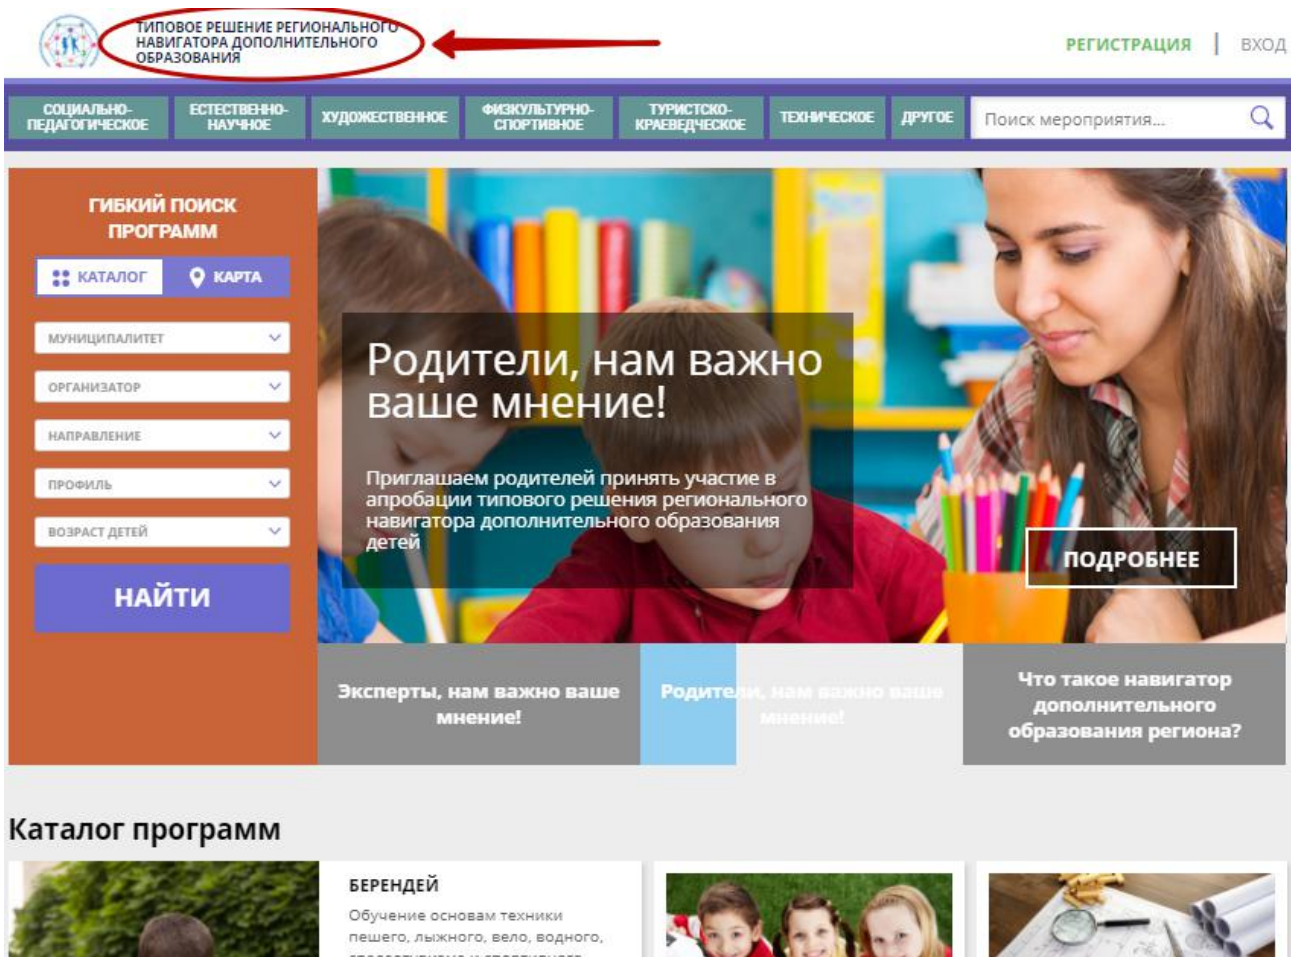 ТИПОВОЕ РЕШЕНИЕ РЕГИОНАЛЬНОГО
НАВИГАТОРА ДОПОЛНИТЕЛЬНОГО
ОБРАЗОВАНИЯ
РЕГИСТРАЦИЯ | ВХОД
СОЦИАЛЬНО-
ПЕДАГОГИЧЕСКОЕ
ЕСТЕСТВЕННО-
НАУЧНОЕ
ХУДОЖЕСТВЕННОЕ
ФИЗКУЛЬТУРНО-
СПОРТИВНОЕ
ТУРИСТСКО-
КРАЕВЕДЧЕСКОЕ
ТЕХНИЧЕСКОЕ
ДРУГОЕ
Поиск мероприятия...
ГИБКИЙ ПОИСК
ПРОГРАММ
КАТАЛОГ
КАРТА
МУНИЦИПАЛИТЕТ
ОРГАНИЗАТОР
НАПРАВЛЕНИЕ
ПРОФИЛЬ
ВОЗРАСТ ДЕТЕЙ
НАЙТИ
Родители, нам важно
ваше мнение!
Приглашаем родителей принять участие в
апробации типового решения регионального
навигатора дополнительного образования
детей
ПОДРОБНЕЕ
Эксперты, нам важно ваше
мнение!
Родители, нам важно ваше
мнение!
Что такое навигатор
дополнительного
образования региона?
Каталог программ
БЕРЕНДЕЙ
Обучение основам техники
пешего, лыжного, вело, водного,